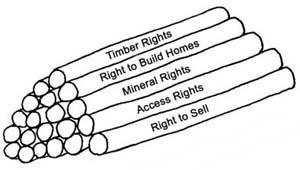 Timber Rights
Right to Build Homes
Mineral Rights
Access Rights
Right to Sell